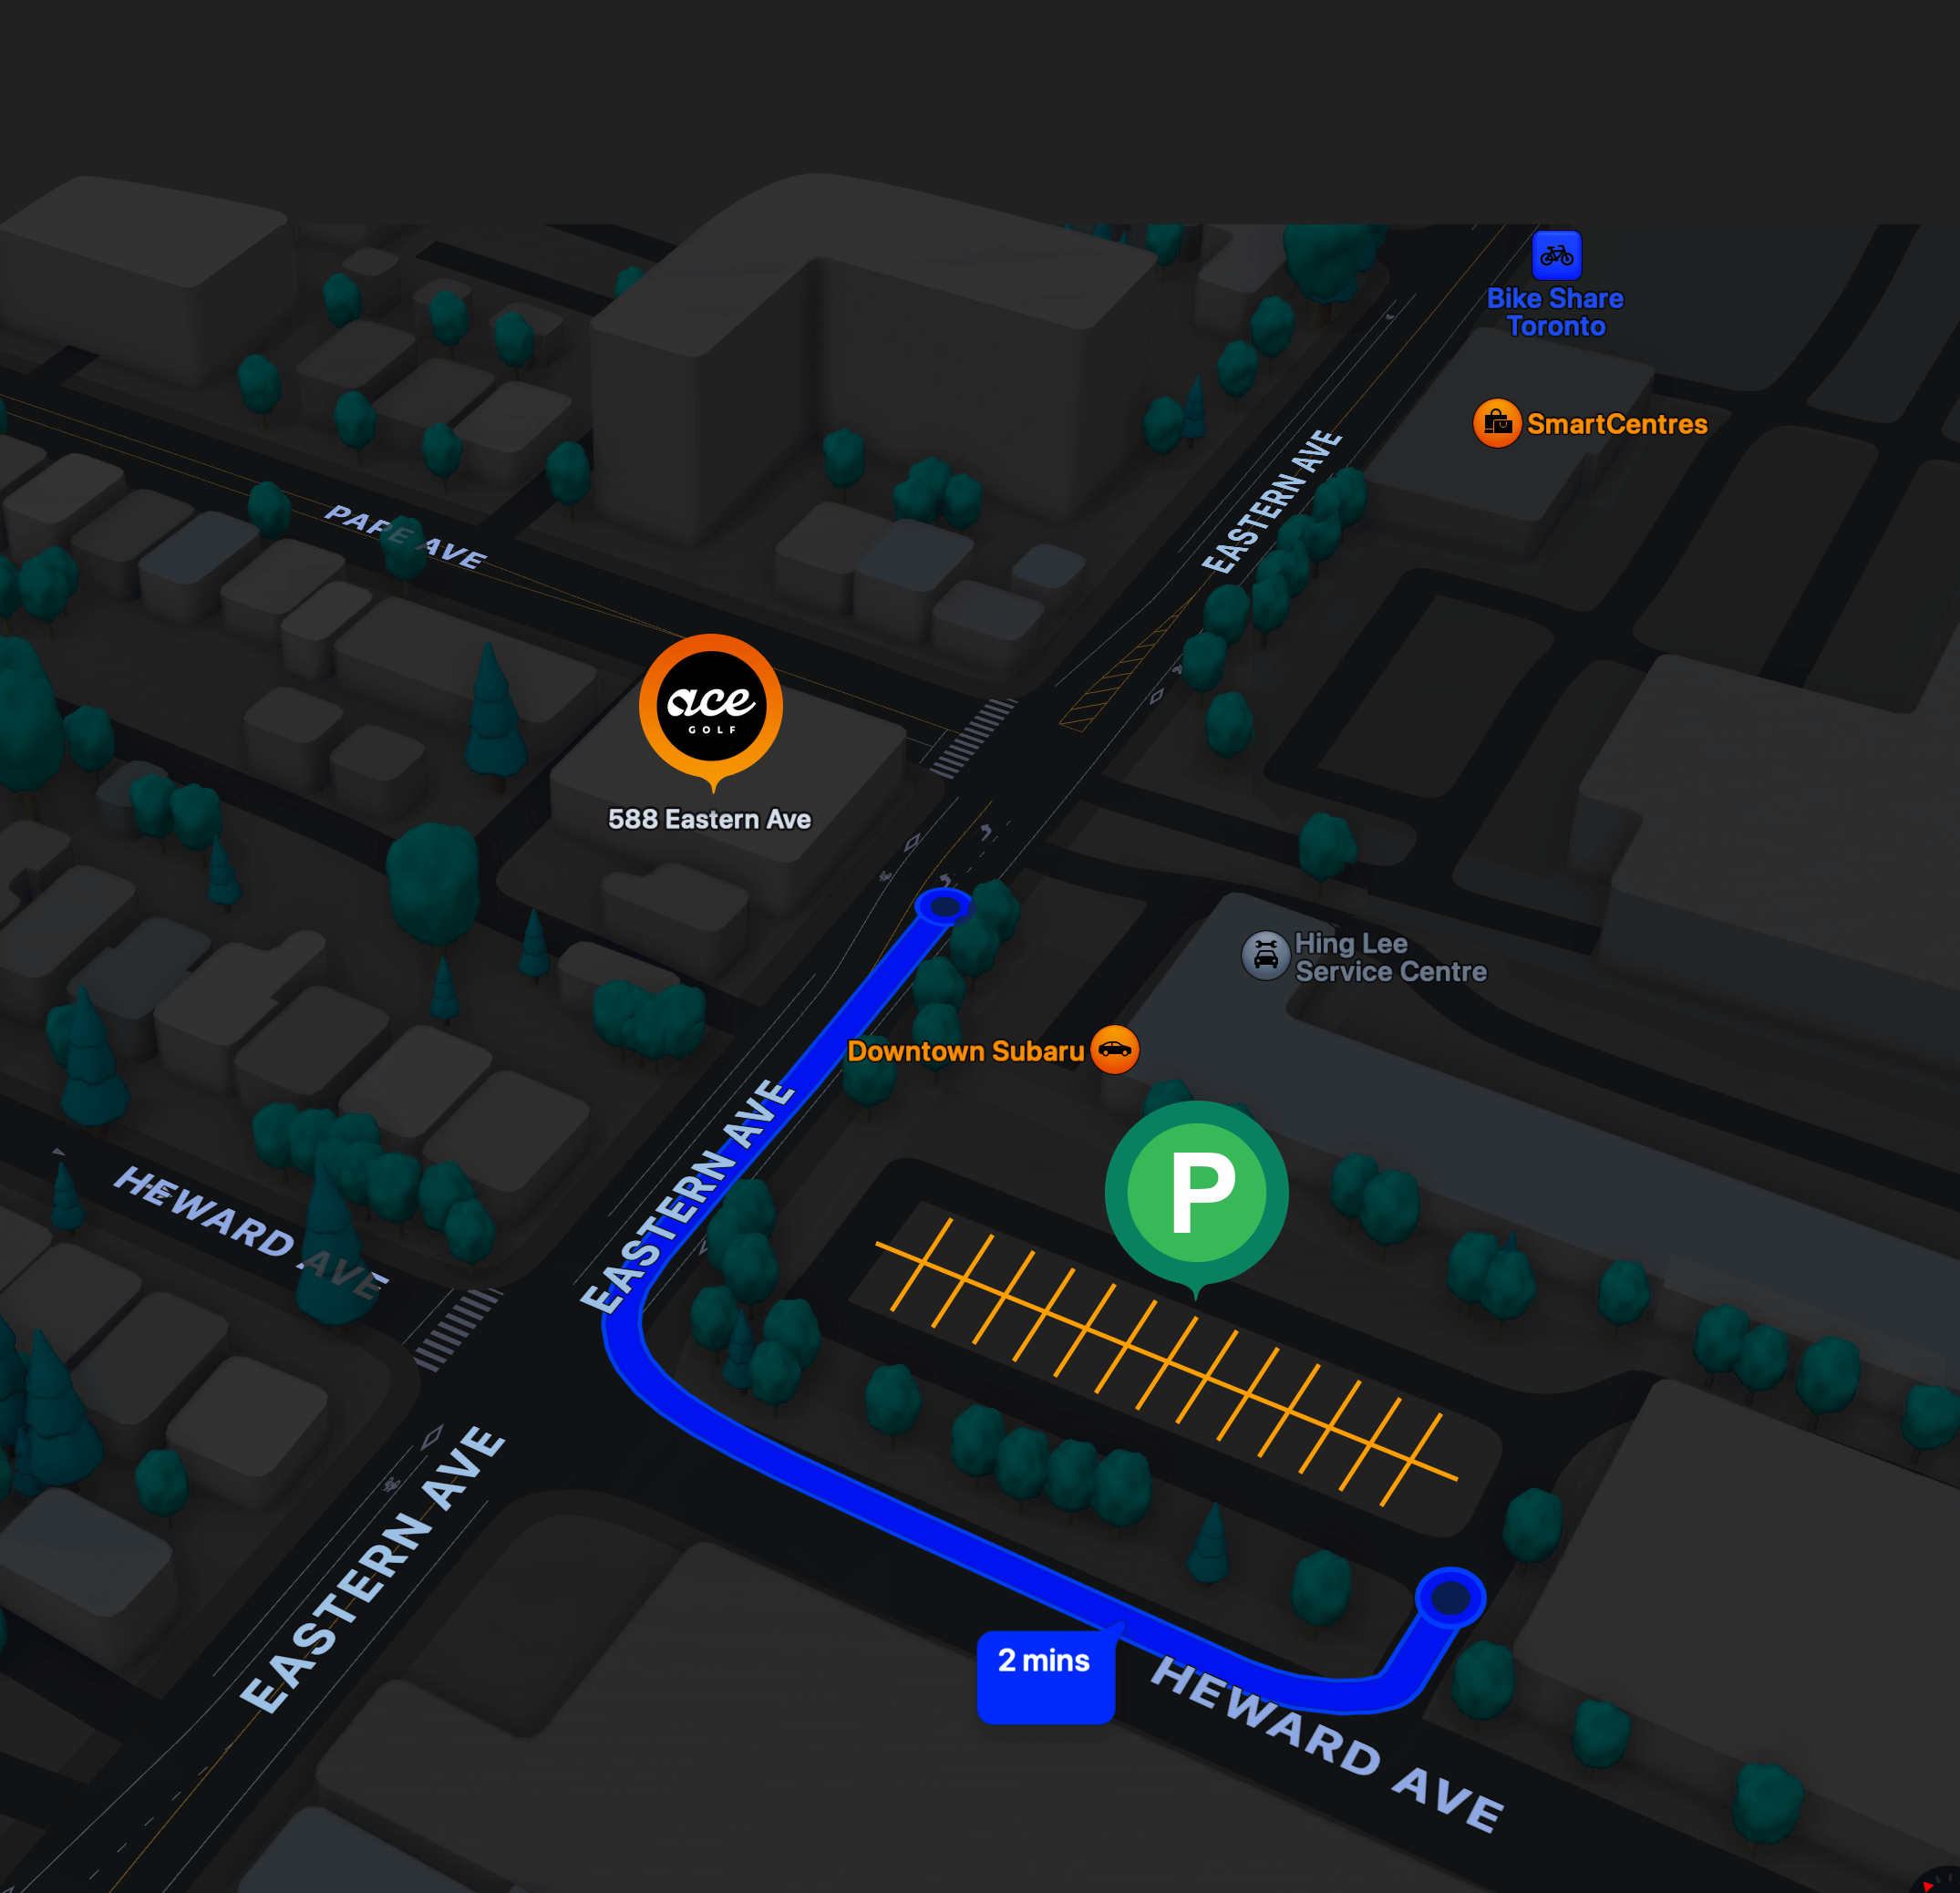 Bike Share
Toronto
SmartCentres
EASTERN AVE
PAPE AVE
ace
GOLF
588 Eastern Ave
Hing Lee
Service Centre
Downtown Subaru
EASTERN AVE
P
HEWARD AVE
EASTERN AVE
2 mins
HEWARD AVE